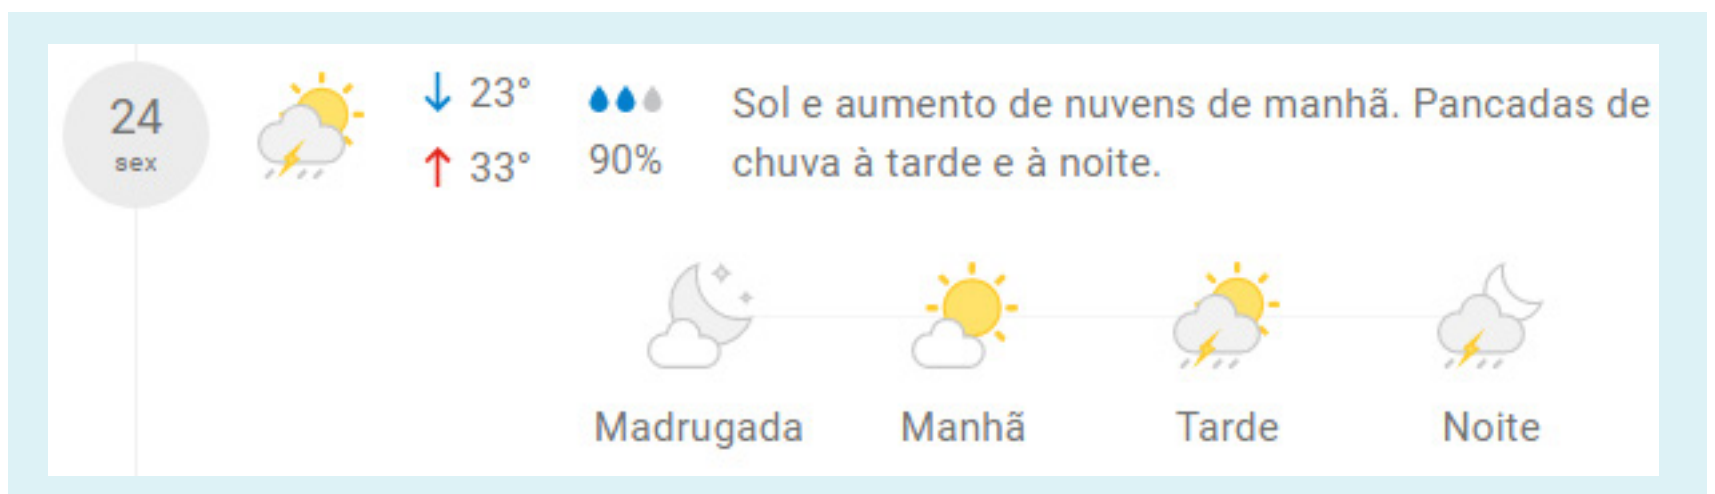 24
sex
23°
33°
90%
Sol e aumento de nuvens de manhã. Pancadas de
chuva à tarde e à noite.
Madrugada
Manhã
Tarde
Noite